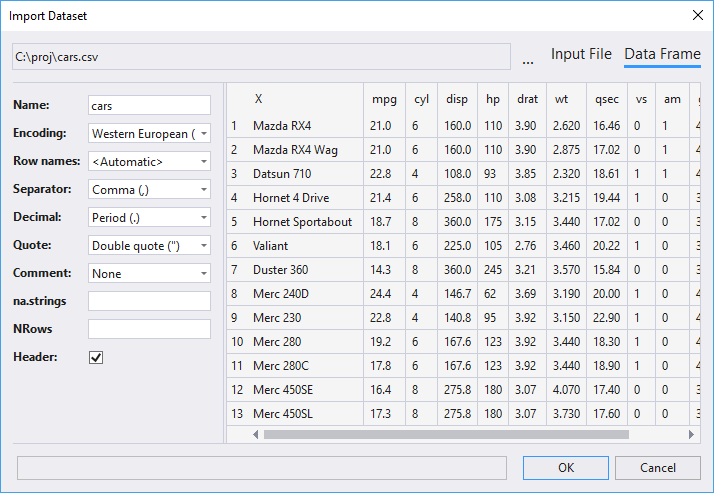 Import Dataset
C:\proj\cars.csv ... Input File Data Frame
Name: cars
Encoding: Western European (
Row names: <Automatic>
Separator: Comma (,)
Decimal: Period (.)
Quote: Double quote (")
Comment: None
na.strings
NRows
Header:
X mpg cyl disp hp drat wt qsec vs am
1 Mazda RX4 21.0 6 160.0 110 3.90 2.620 16.46 0 1
2 Mazda RX4 Wag 21.0 6 160.0 110 3.90 2.875 17.02 0 1
3 Datsun 710 22.8 4 108.0 93 3.85 2.320 18.61 1 1
4 Hornet 4 Drive 21.4 6 258.0 110 3.08 3.215 19.44 1 0
5 Hornet Sportabout 18.7 8 360.0 175 3.15 3.440 17.02 0 0
6 Valiant 18.1 6 225.0 105 2.76 3.460 20.22 1 0
7 Duster 360 14.3 8 360.0 245 3.21 3.570 15.84 0 0
8 Merc 240D 24.4 4 146.7 62 3.69 3.190 20.00 1 0
9 Merc 230 22.8 4 140.8 95 3.92 3.150 22.90 1 0
10 Merc 280 19.2 6 167.6 123 3.92 3.440 18.30 1 0
11 Merc 280C 17.8 6 167.6 123 3.92 3.440 18.90 1 0
12 Merc 450SE 16.4 8 275.8 180 3.07 4.070 17.40 0 0
13 Merc 450SL 17.3 8 275.8 180 3.07 3.730 17.60 0 0
OK Cancel